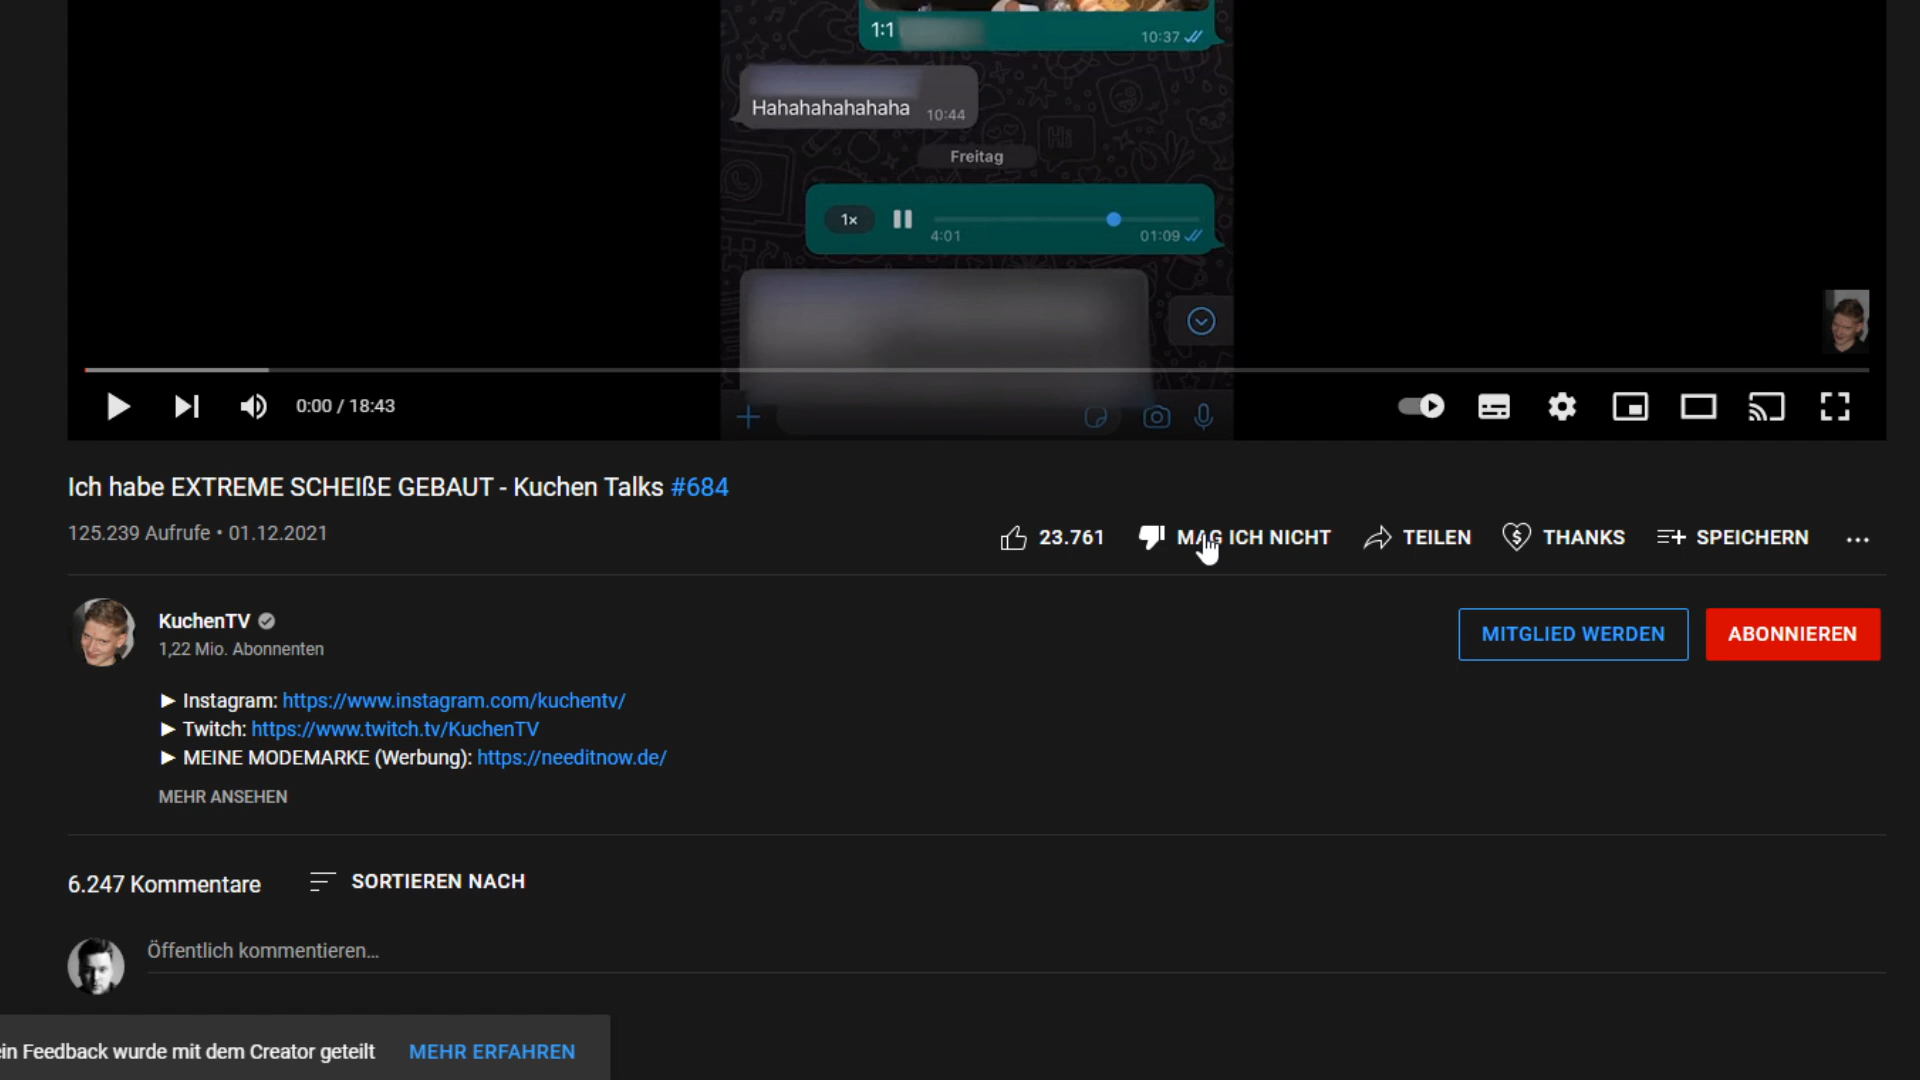 1:1
10:37
Hahahahahahaha 10:44
Hi
Freitag
1x
4:01 01:09
0:00 / 18:43
Ich habe EXTREME SCHEIßE GEBAUT - Kuchen Talks #684
125.239 Aufrufe • 01.12.2021
23.761 MAG ICH NICHT TEILEN THANKS SPEICHERN
KuchenTV
1,22 Mio. Abonnenten
MITGLIED WERDEN ABONNIEREN
► Instagram: https://www.instagram.com/kuchentv/
► Twitch: https://www.twitch.tv/KuchenTV
► MEINE MODEMARKE (Werbung): https://needitnow.de/
MEHR ANSEHEN
6.247 Kommentare SORTIEREN NACH
Öffentlich kommentieren...
ein Feedback wurde mit dem Creator geteilt MEHR ERFAHREN